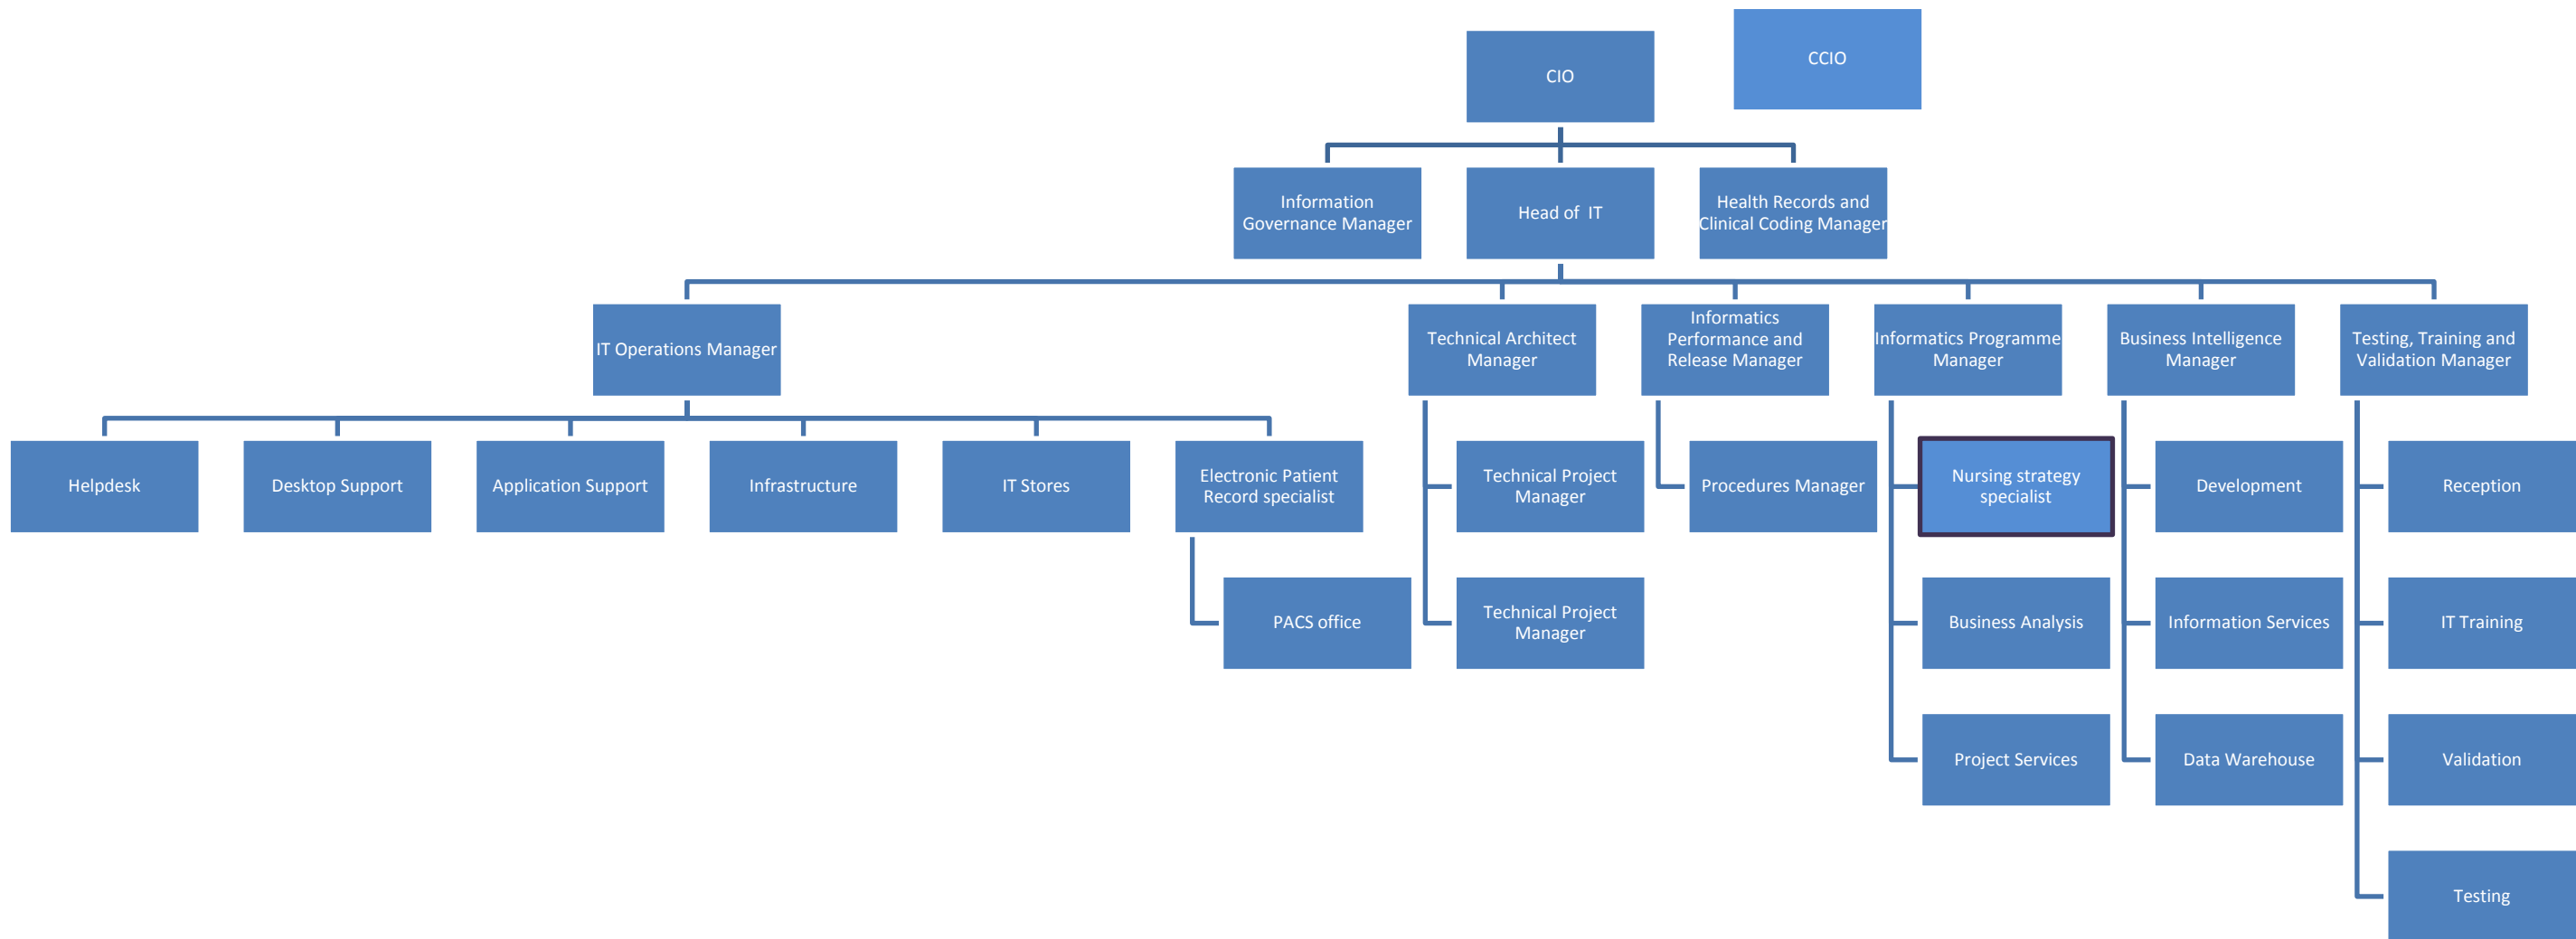 CIO
CCIO
Information
Governance Manager
Head of IT
Health Records and
Clinical Coding Manager
IT Operations Manager
Technical Architect
Manager
Informatics
Performance and
Release Manager
Informatics Programme
Manager
Business Intelligence
Manager
Testing, Training and
Validation Manager
Helpdesk
Desktop Support
Application Support
Infrastructure
IT Stores
Electronic Patient
Record specialist
Technical Project
Manager
Procedures Manager
Nursing strategy
specialist
Development
Reception
PACS office
Technical Project
Manager
Business Analysis
Information Services
IT Training
Project Services
Data Warehouse
Validation
Testing